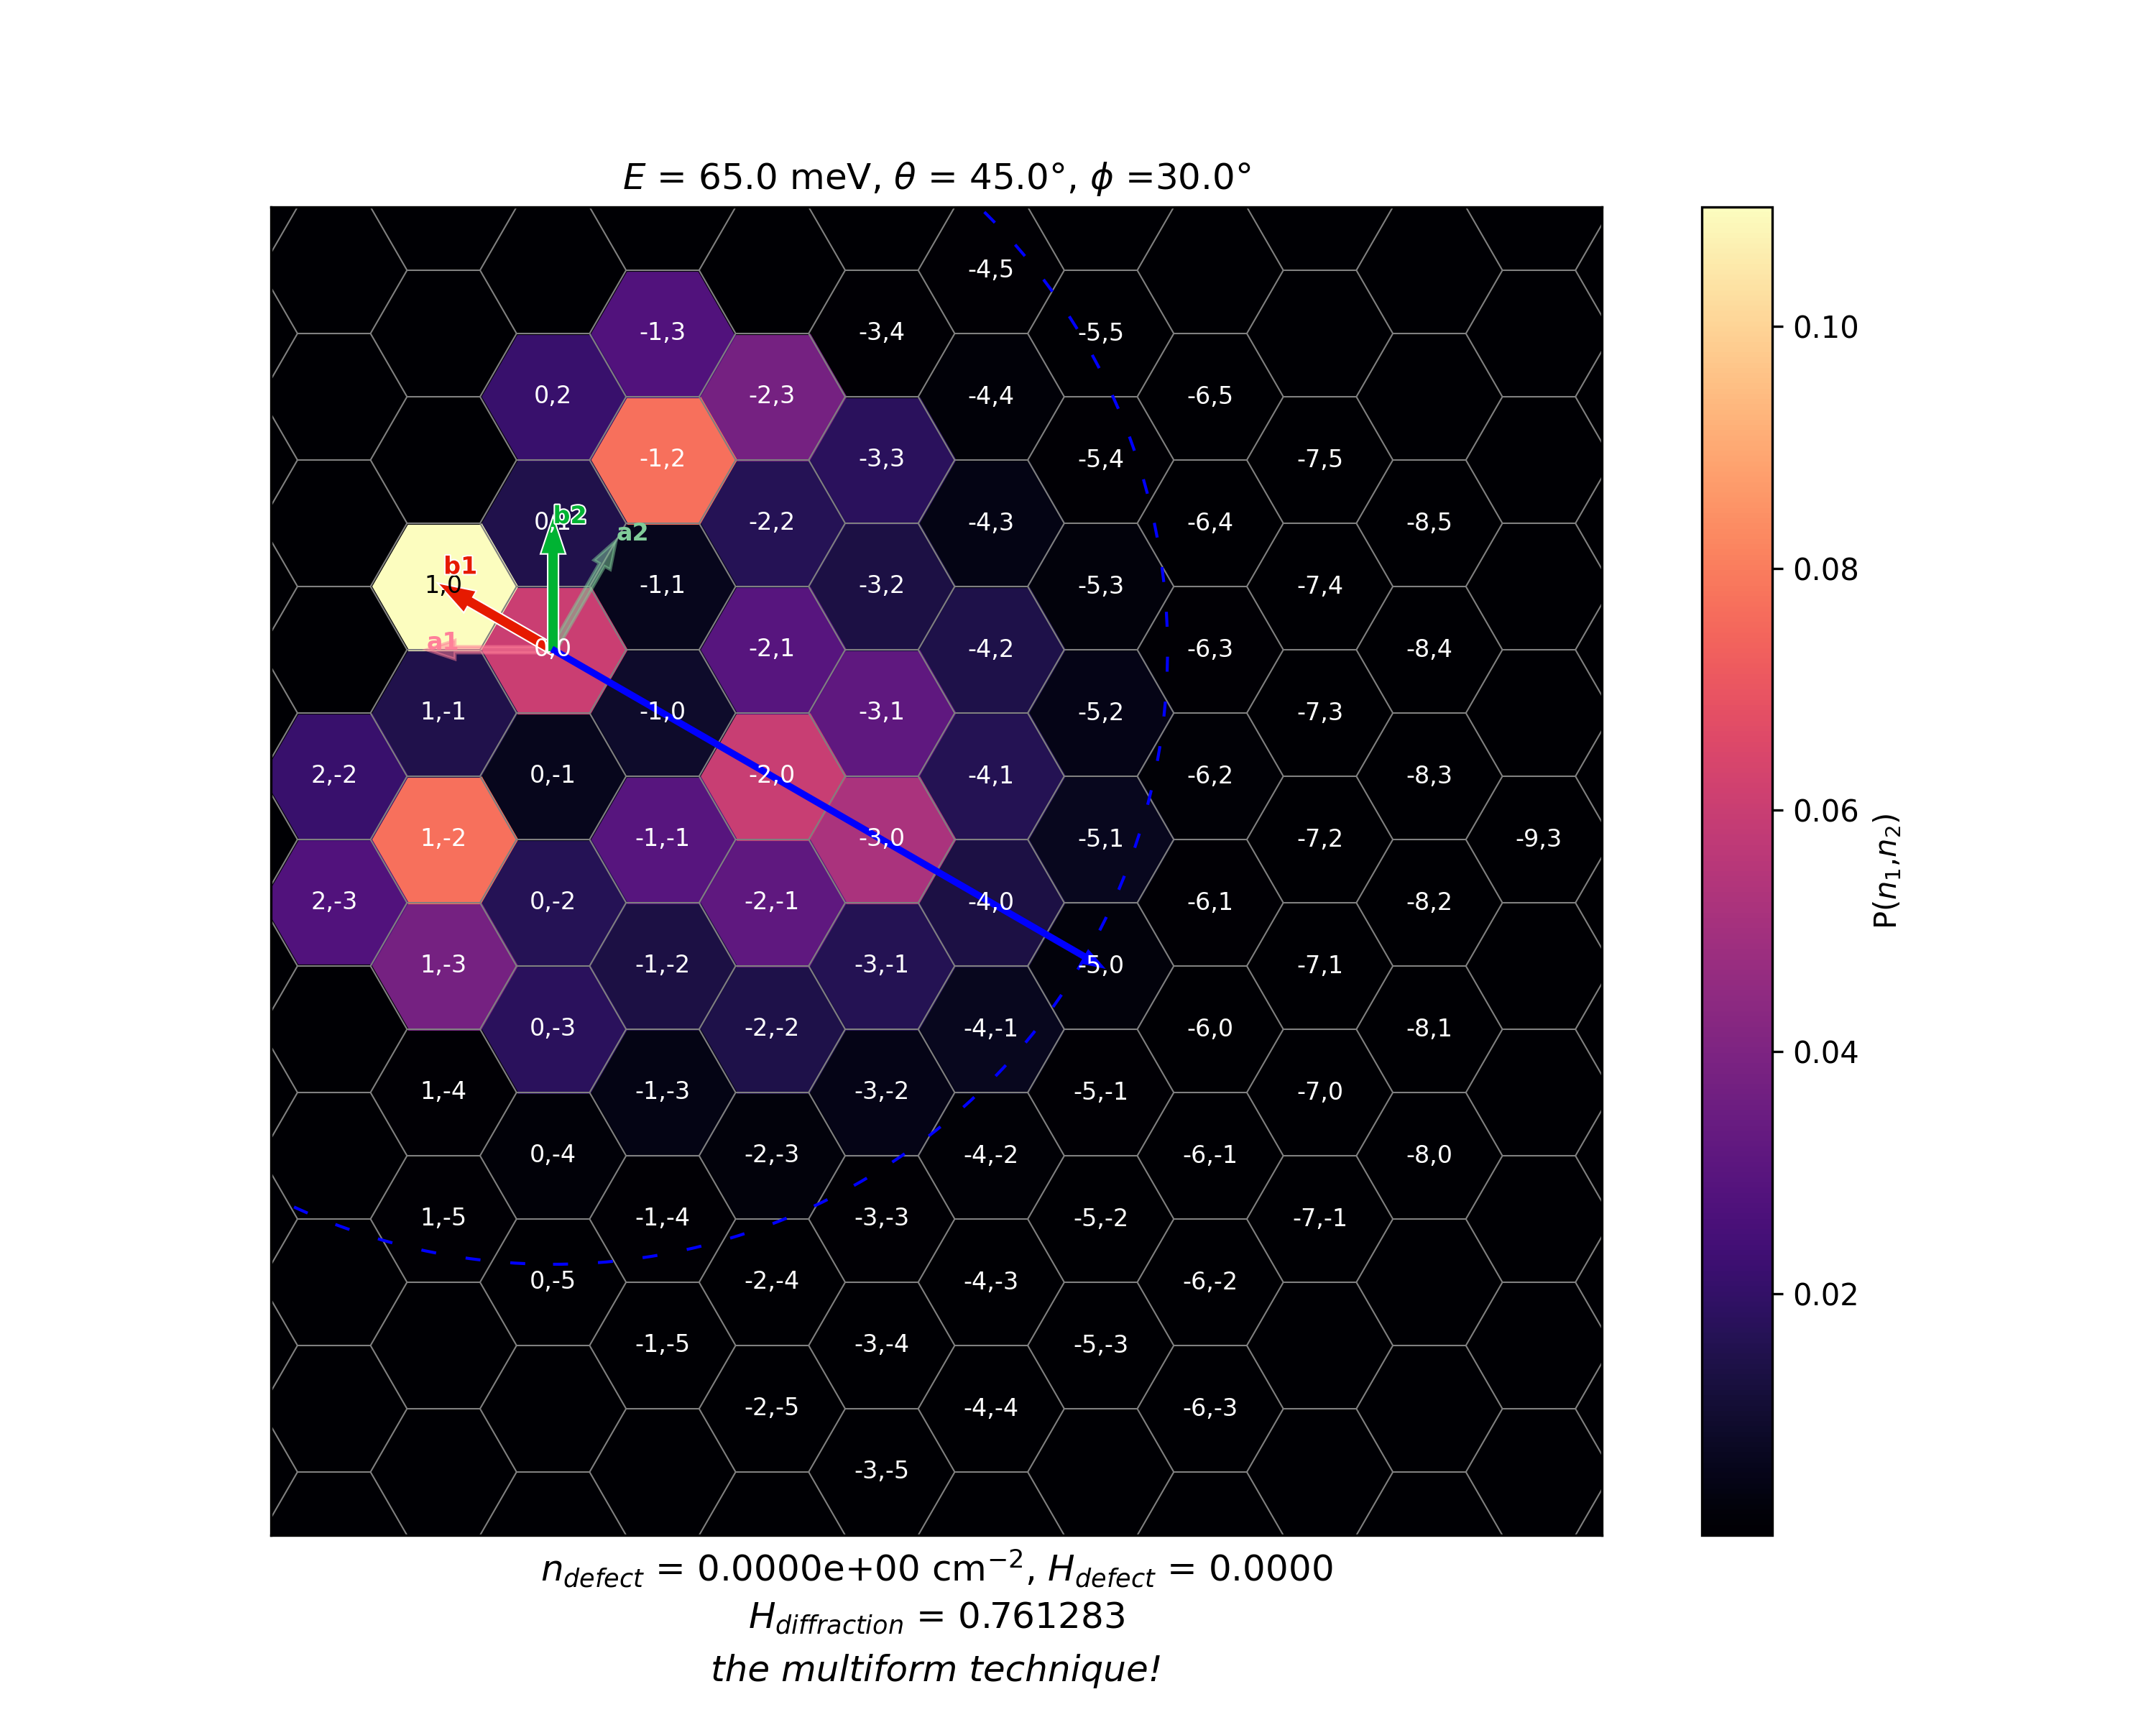 E = 65.0 meV, θ = 45.0°, ϕ =30.0°
-4,5
-1,3 -3,4 -5,5
0,2 -2,3 -4,4 -6,5
-1,2 -3,3 -5,4 -7,5
0,1 b2 -2,2 -4,3 -6,4 -8,5
a2
b1
1,0 -1,1 -3,2 -5,3 -7,4
a1 0,0 -2,1 -4,2 -6,3 -8,4
1,-1 -1,0 -3,1 -5,2 -7,3
2,-2 0,-1 -2,0 -4,1 -6,2 -8,3
1,-2 -1,-1 -3,0 -5,1 -7,2 -9,3
2,-3 0,-2 -2,-1 -4,0 -6,1 -8,2
1,-3 -1,-2 -3,-1 -5,0 -7,1
0,-3 -2,-2 -4,-1 -6,0 -8,1
1,-4 -1,-3 -3,-2 -5,-1 -7,0
0,-4 -2,-3 -4,-2 -6,-1 -8,0
1,-5 -1,-4 -3,-3 -5,-2 -7,-1
0,-5 -2,-4 -4,-3 -6,-2
-1,-5 -3,-4 -5,-3
-2,-5 -4,-4 -6,-3
-3,-5
0.10
0.08
0.06
0.04
0.02
P(n₁,n₂)
n_defect = 0.0000e+00 cm⁻², H_defect = 0.0000
H_diffraction = 0.761283
the multiform technique!